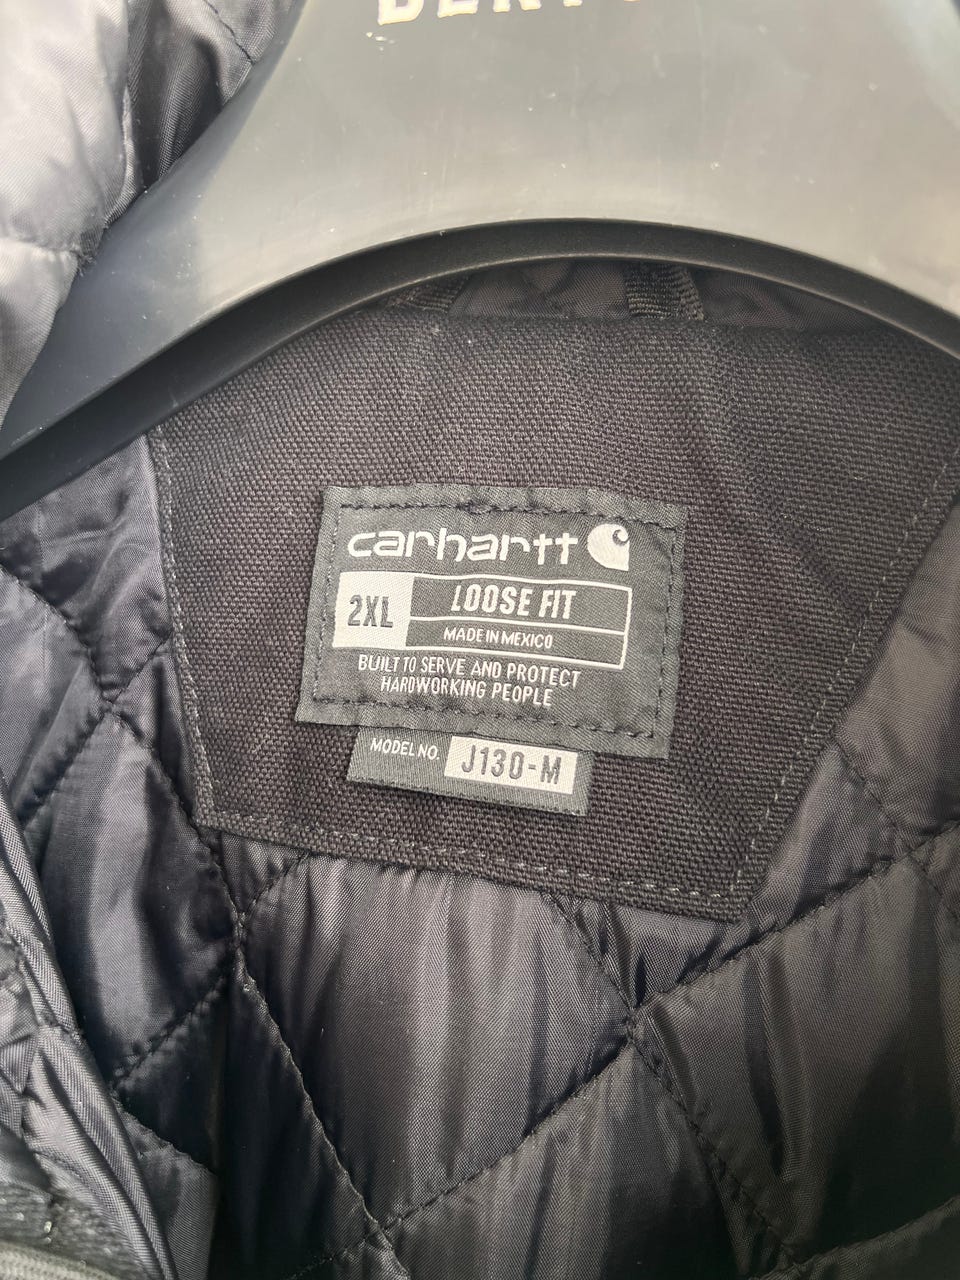 carhartt
2XL
LOOSE FIT
MADE IN MEXICO
BUILT TO SERVE AND PROTECT
HARDWORKING PEOPLE
MODEL NO. J130-M